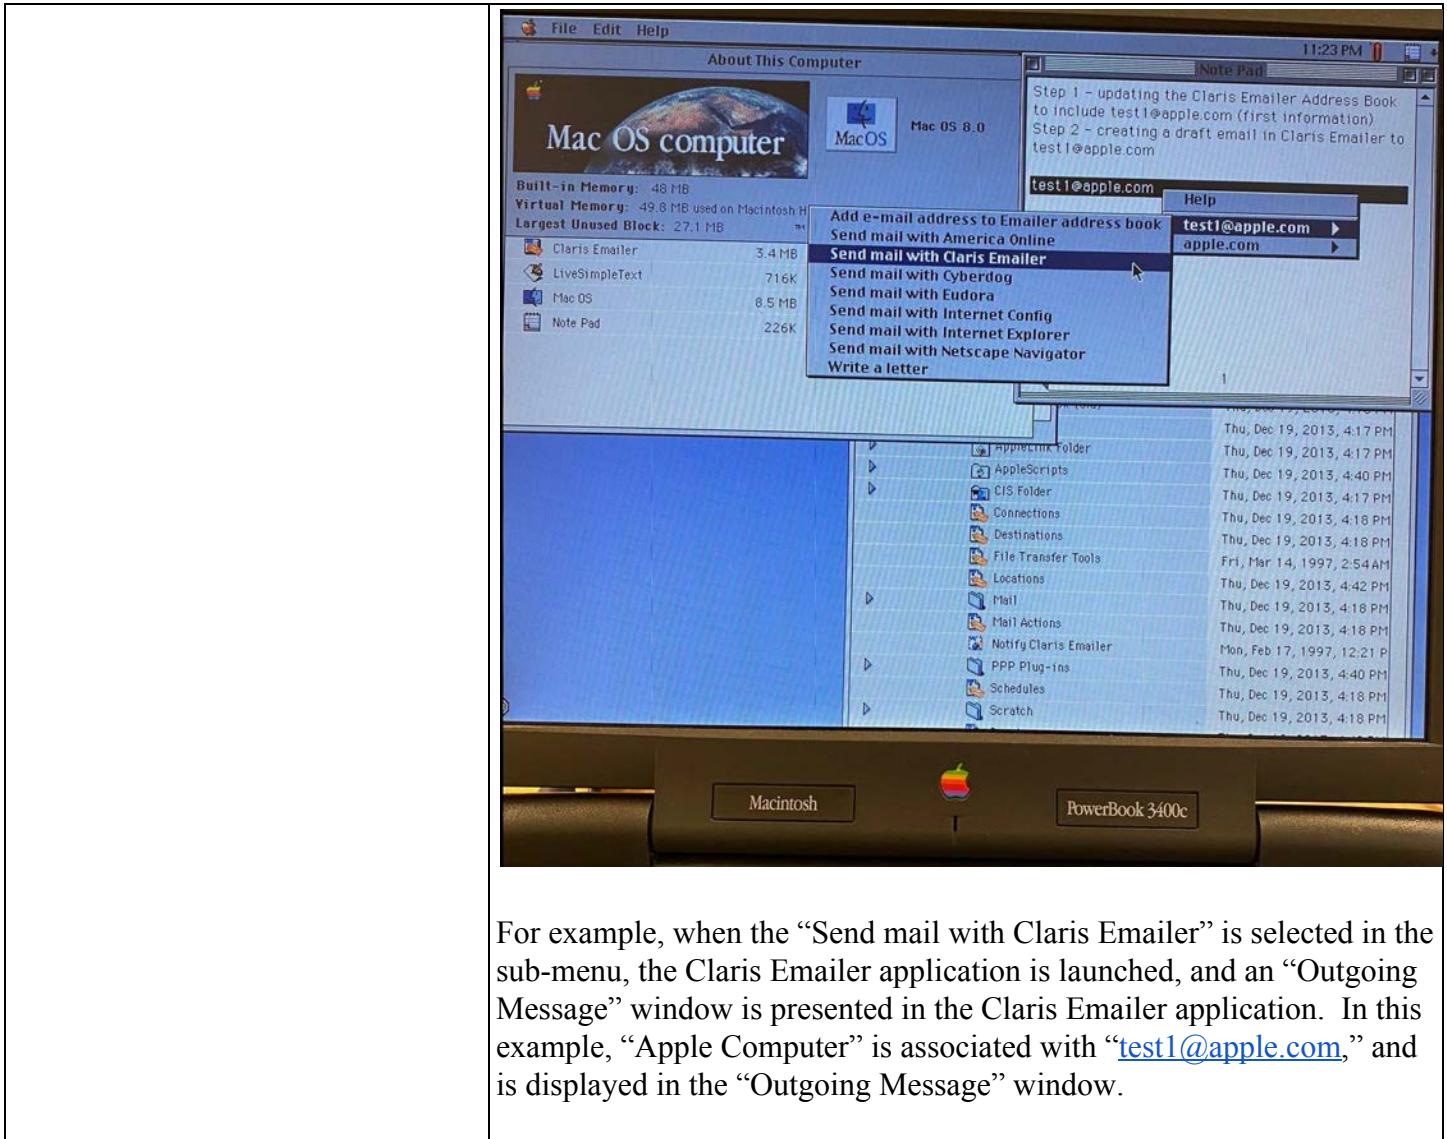 File Edit Help
11:23 PM
About This Computer
Mac OS computer
MacOS
Mac OS 8.0
Built-in Memory: 48 MB
Virtual Memory: 49.8 MB used on Macintosh H
Largest Unused Block: 27.1 MB
Claris Emailer 3.4 MB
LiveSimpleText 716K
Mac OS 8.5 MB
Note Pad 226K
Note Pad
Step 1 - updating the Claris Emailer Address Book
to include test1@apple.com (first information)
Step 2 - creating a draft email in Claris Emailer to
test1@apple.com
test1@apple.com
Help
test1@apple.com
apple.com
Add e-mail address to Emailer address book
Send mail with America Online
Send mail with Claris Emailer
Send mail with Cyberdog
Send mail with Eudora
Send mail with Internet Config
Send mail with Internet Explorer
Send mail with Netscape Navigator
Write a letter
1
Thu, Dec 19, 2013, 4:17 PM
AppleLink Folder Thu, Dec 19, 2013, 4:17 PM
AppleScripts Thu, Dec 19, 2013, 4:40 PM
CIS Folder Thu, Dec 19, 2013, 4:17 PM
Connections Thu, Dec 19, 2013, 4:18 PM
Destinations Thu, Dec 19, 2013, 4:18 PM
File Transfer Tools Fri, Mar 14, 1997, 2:54 AM
Locations Thu, Dec 19, 2013, 4:42 PM
Mail Thu, Dec 19, 2013, 4:18 PM
Mail Actions Thu, Dec 19, 2013, 4:18 PM
Notify Claris Emailer Mon, Feb 17, 1997, 12:21 P
PPP Plug-ins Thu, Dec 19, 2013, 4:40 PM
Schedules Thu, Dec 19, 2013, 4:18 PM
Scratch Thu, Dec 19, 2013, 4:18 PM
Macintosh
PowerBook 3400c
For example, when the “Send mail with Claris Emailer” is selected in the
sub-menu, the Claris Emailer application is launched, and an “Outgoing
Message” window is presented in the Claris Emailer application.  In this
example, “Apple Computer” is associated with “test1@apple.com,” and
is displayed in the “Outgoing Message” window.